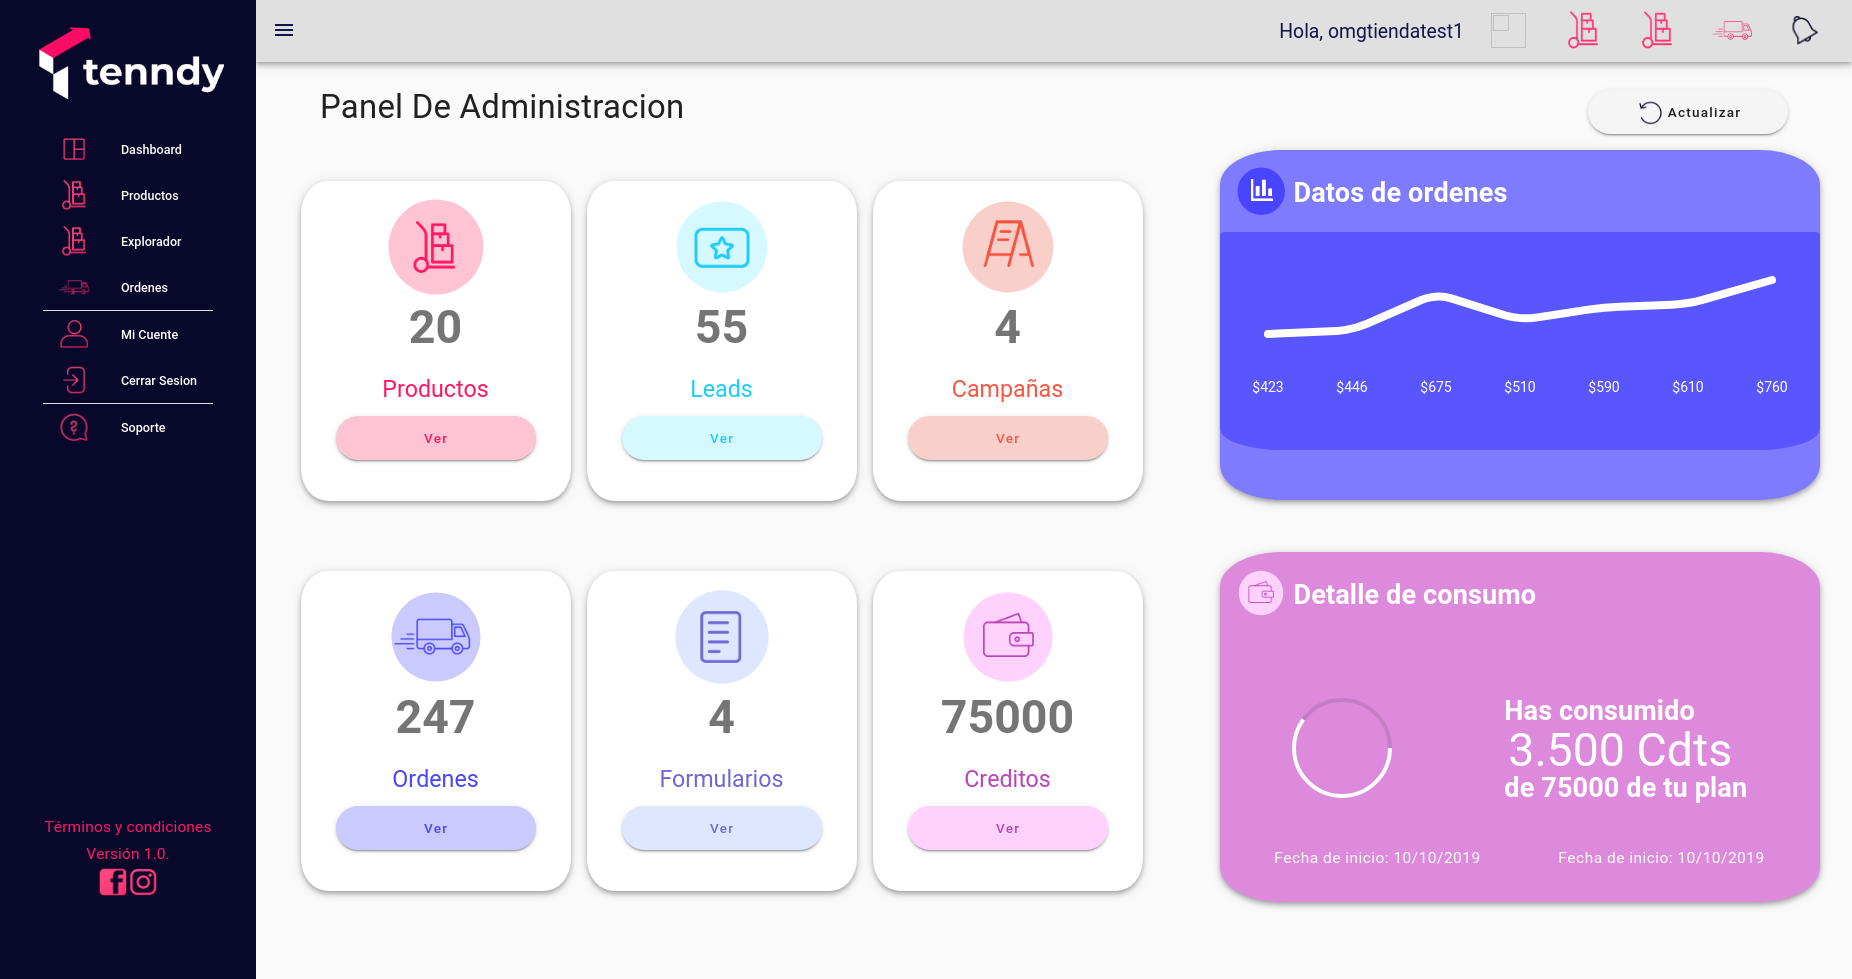 tenndy
Dashboard
Productos
Explorador
Ordenes
Mi Cuente
Cerrar Sesion
Soporte
Términos y condiciones
Versión 1.0.
Hola, omgtiendatest1
Panel De Administracion
Actualizar
20
Productos
Ver
55
Leads
Ver
4
Campañas
Ver
247
Ordenes
Ver
4
Formularios
Ver
75000
Creditos
Ver
Datos de ordenes
$423 $446 $675 $510 $590 $610 $760
Detalle de consumo
Has consumido
3.500 Cdts
de 75000 de tu plan
Fecha de inicio: 10/10/2019 Fecha de inicio: 10/10/2019